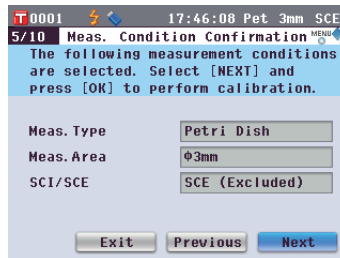 T0001 17:46:08 Pet 3mm SCE
5/10 Meas. Condition Confirmation MENU
The following measurement conditions
are selected. Select [NEXT] and
press [OK] to perform calibration.
Meas. Type Petri Dish
Meas. Area Φ3mm
SCI/SCE SCE (Excluded)
Exit Previous Next